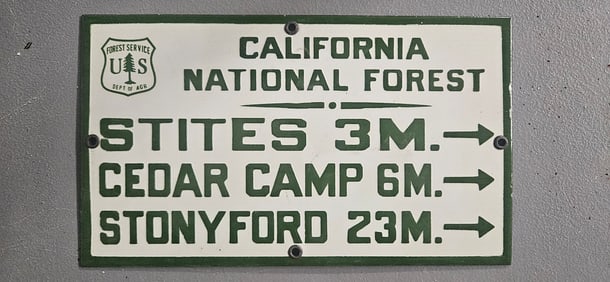 FOREST SERVICE
U S
DEPT. OF AGR.
CALIFORNIA
NATIONAL FOREST
STITES 3M.
CEDAR CAMP 6M.
STONYFORD 23M.